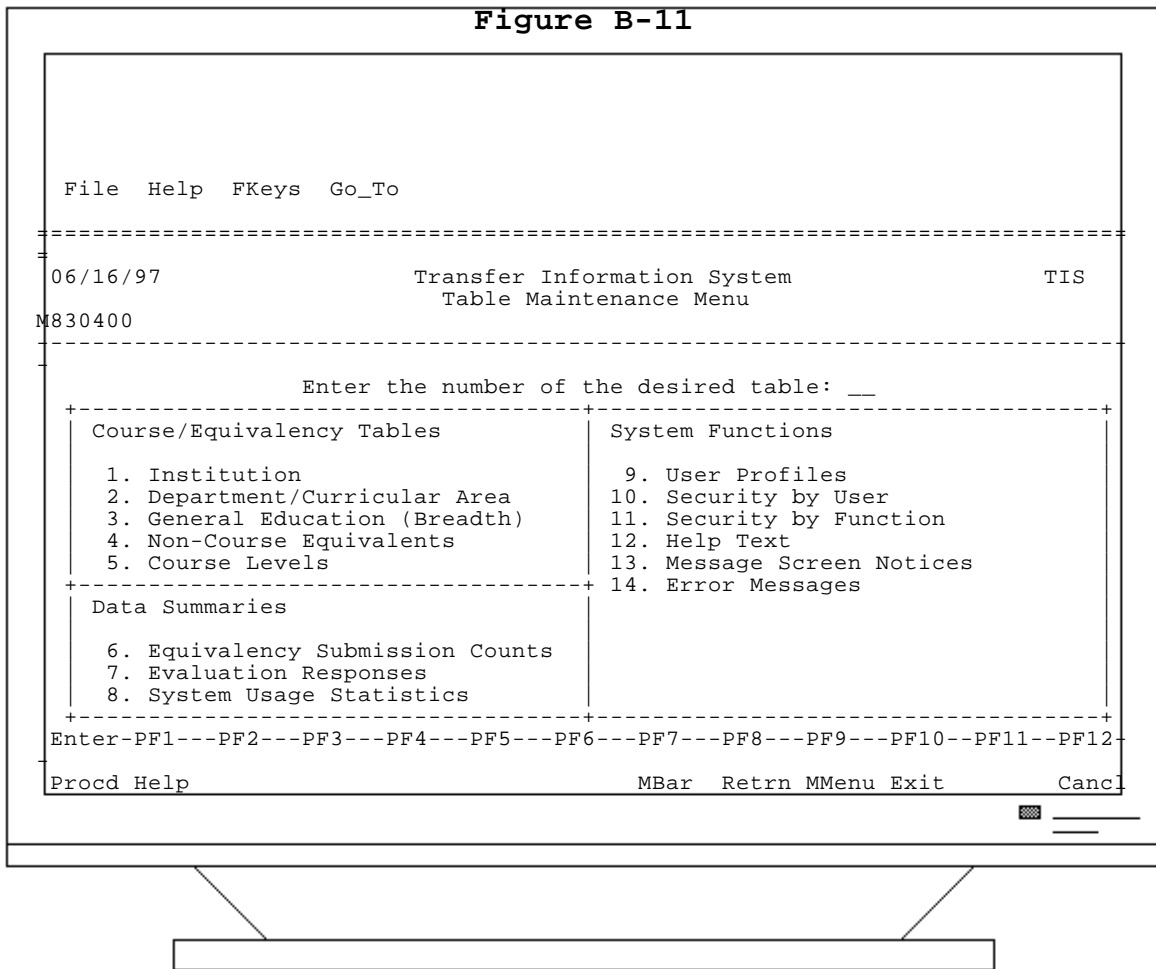 Figure B-11
File  Help  FKeys  Go_To
==============================================================================
=
06/16/97                  Transfer Information System                  TIS
Table Maintenance Menu
M830400
------------------------------------------------------------------------------
-
Enter the number of the desired table: __
+-------------------------------------+------------------------------------+
| Course/Equivalency Tables           | System Functions                   |
|  1. Institution                     |  9. User Profiles                  |
|  2. Department/Curricular Area      | 10. Security by User               |
|  3. General Education (Breadth)     | 11. Security by Function           |
|  4. Non-Course Equivalents          | 12. Help Text                      |
|  5. Course Levels                   | 13. Message Screen Notices         |
+-------------------------------------+ 14. Error Messages                 |
| Data Summaries                      |                                    |
|  6. Equivalency Submission Counts   |                                    |
|  7. Evaluation Responses            |                                    |
|  8. System Usage Statistics         |                                    |
+-------------------------------------+------------------------------------+
Enter-PF1---PF2---PF3---PF4---PF5---PF6---PF7---PF8---PF9---PF10--PF11--PF12-
-
Procd Help                                MBar  Retrn MMenu Exit        Cancl